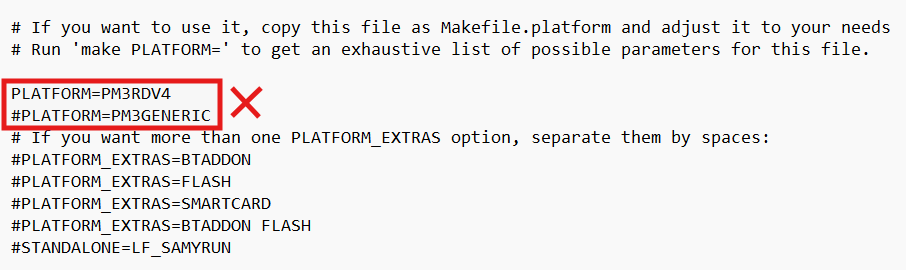 # If you want to use it, copy this file as Makefile.platform and adjust it to your needs
# Run 'make PLATFORM=' to get an exhaustive list of possible parameters for this file.
PLATFORM=PM3RDV4
#PLATFORM=PM3GENERIC
# If you want more than one PLATFORM_EXTRAS option, separate them by spaces:
#PLATFORM_EXTRAS=BTADDON
#PLATFORM_EXTRAS=FLASH
#PLATFORM_EXTRAS=SMARTCARD
#PLATFORM_EXTRAS=BTADDON FLASH
#STANDALONE=LF_SAMYRUN